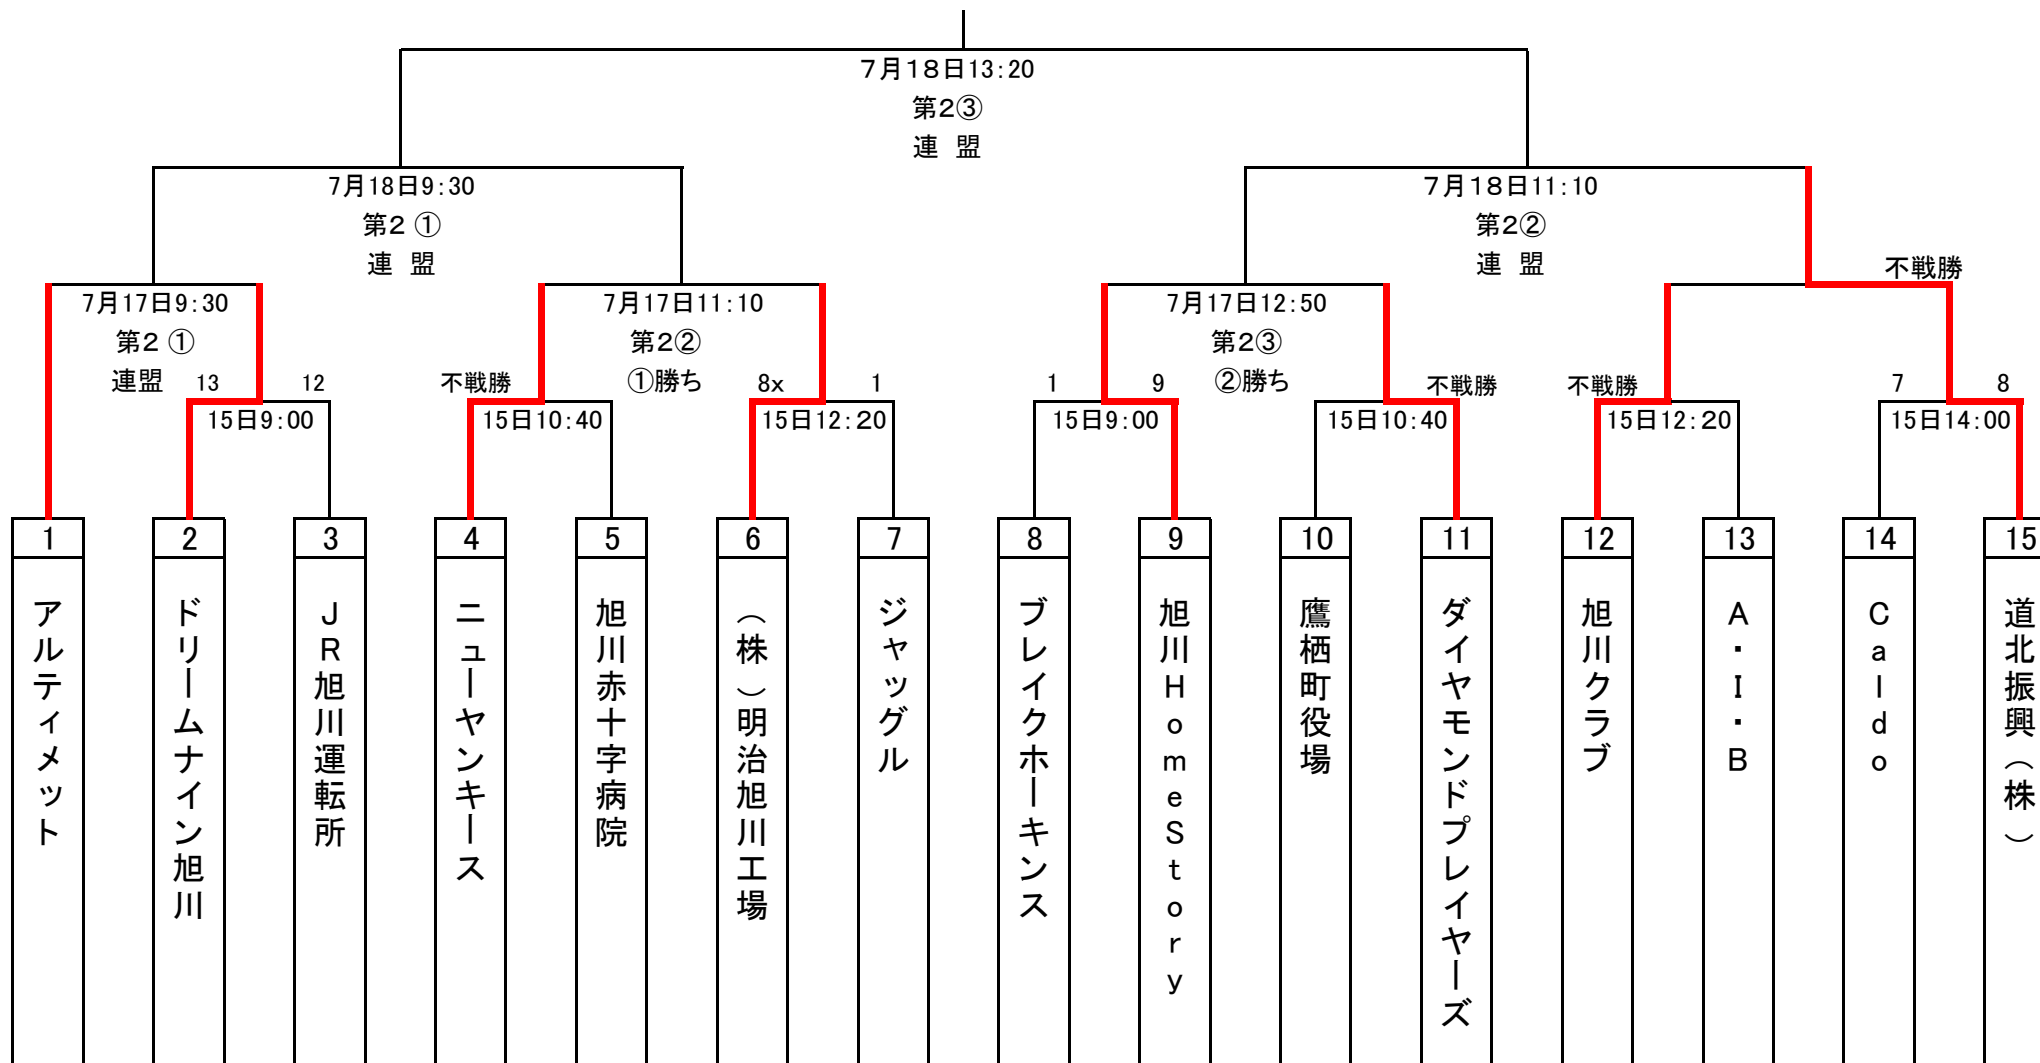 7月18日13:20
第2③
連 盟
7月18日9:30
第2 ①
連 盟
7月18日11:10
第2②
連 盟
不戦勝
7月17日9:30
第2 ①
連盟
7月17日11:10
第2②
①勝ち
7月17日12:50
第2③
②勝ち
13
12
不戦勝
8x
1
1
9
不戦勝
不戦勝
7
8
15日9:00
15日10:40
15日12:20
15日9:00
15日10:40
15日12:20
15日14:00
1
2
3
4
5
6
7
8
9
10
11
12
13
14
15
アルティメット
ドリームナイン旭川
JR旭川運転所
ニューヤンキース
旭川赤十字病院
(株)明治旭川工場
ジャッグル
ブレイクホーキンス
旭川HomeStory
鷹栖町役場
ダイヤモンドプレイヤーズ
旭川クラブ
A・I・B
Caldo
道北振興(株)